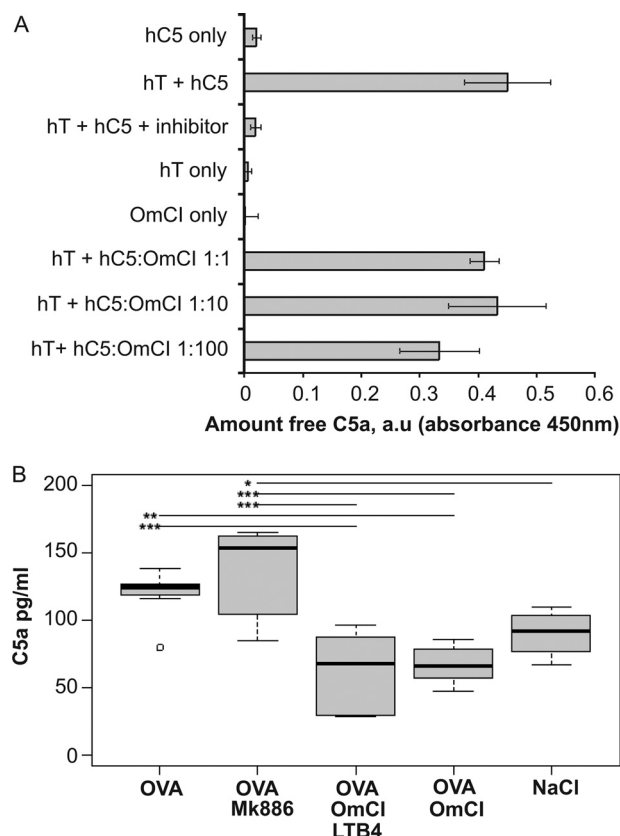 A
hC5 only
hT + hC5
hT + hC5 + inhibitor
hT only
OmCI only
hT + hC5:OmCI 1:1
hT + hC5:OmCI 1:10
hT+ hC5:OmCI 1:100
0 0.1 0.2 0.3 0.4 0.5 0.6
Amount free C5a, a.u (absorbance 450nm)
B
C5a pg/ml
200
150
100
50
0
*
***
***
**
***
OVA OVA OVA OVA NaCl
Mk886 OmCI OmCI
LTB4